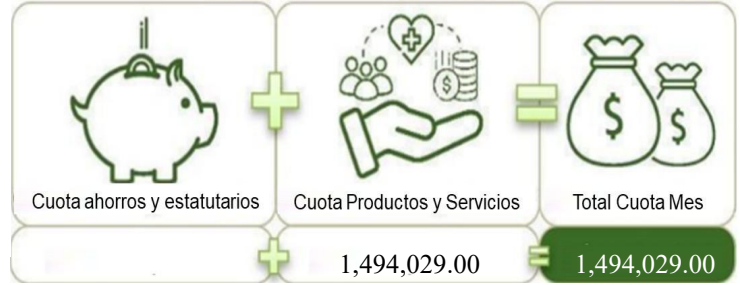 Cuota ahorros y estatutarios
Cuota Productos y Servicios
Total Cuota Mes
1,494,029.00
1,494,029.00